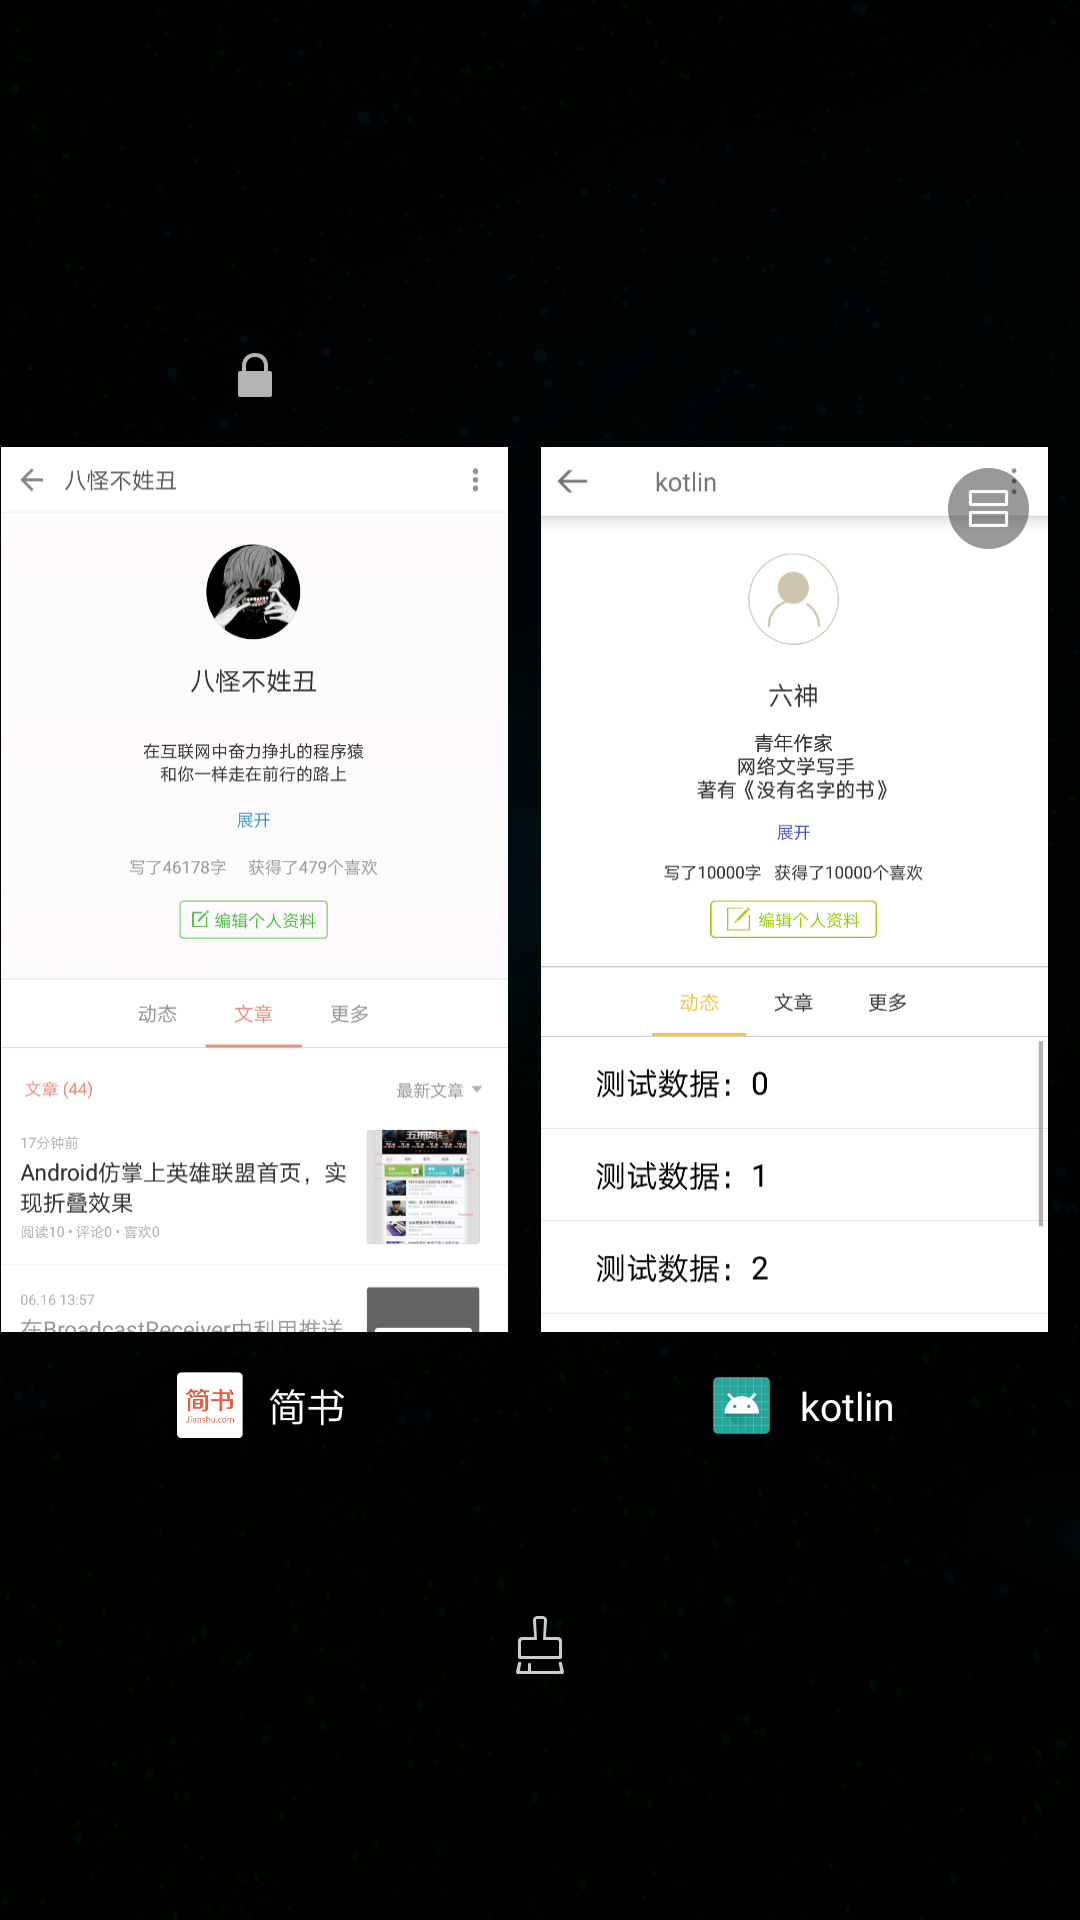 八怪不姓丑
八怪不姓丑
在互联网中奋力挣扎的程序猿
和你一样走在前行的路上
展开
写了46178字 获得了479个喜欢
编辑个人资料
动态 文章 更多
文章 (44)
最新文章
17分钟前
Android仿掌上英雄联盟首页，实
现折叠效果
阅读10 • 评论0 • 喜欢0
06.16 13:57
在BroadcastReceiver中利用推送
简书
Jianshu.com
简书
kotlin
六神
青年作家
网络文学写手
著有《没有名字的书》
展开
写了10000字 获得了10000个喜欢
编辑个人资料
动态 文章 更多
测试数据：0
测试数据：1
测试数据：2
kotlin